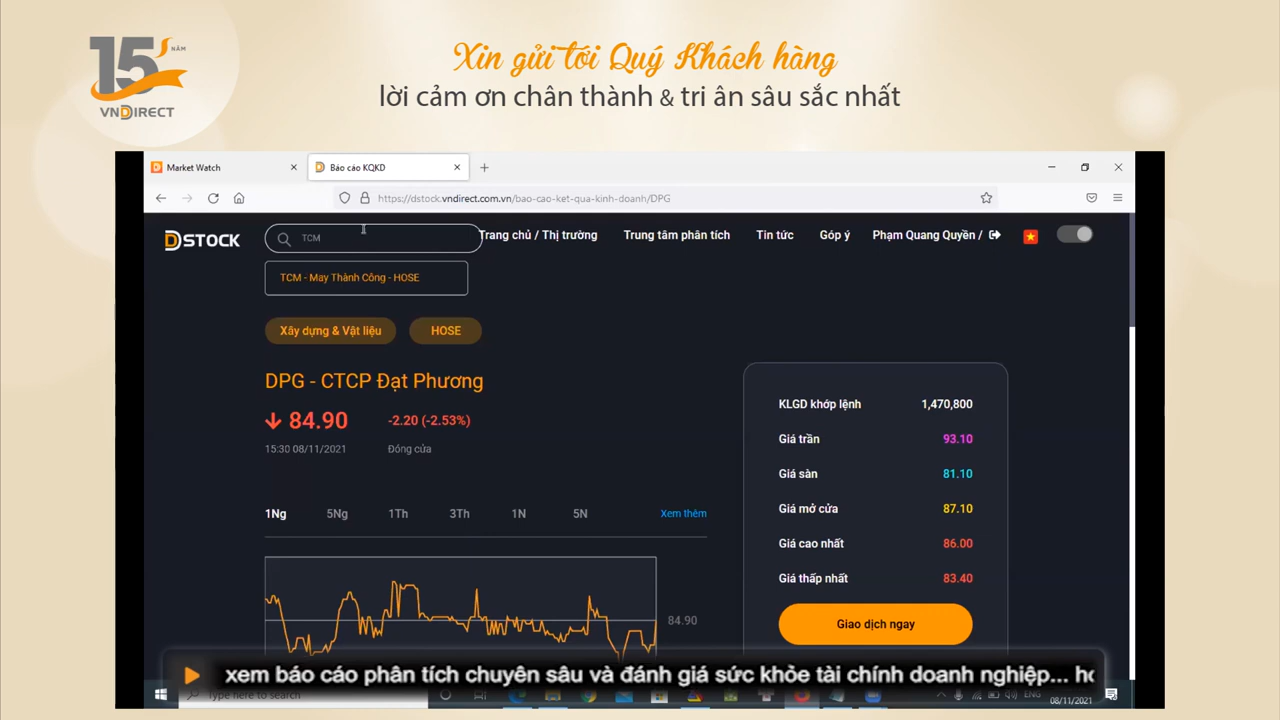 15 NĂM
VNDIRECT
Xin gửi tới Quý Khách hàng
lời cảm ơn chân thành & tri ân sâu sắc nhất
Market Watch
Báo cáo KQKD
https://dstock.vndirect.com.vn/bao-cao-ket-qua-kinh-doanh/DPG
DSTOCK
TCM
Trang chủ / Thị trường
Trung tâm phân tích
Tin tức
Góp ý
Phạm Quang Quyền /
TCM - May Thành Công - HOSE
Xây dựng & Vật liệu
HOSE
DPG - CTCP Đạt Phương
84.90
-2.20 (-2.53%)
15:30 08/11/2021
Đóng cửa
1Ng
5Ng
1Th
3Th
1N
5N
Xem thêm
84.90
KLGD khớp lệnh 1,470,800
Giá trần 93.10
Giá sàn 81.10
Giá mở cửa 87.10
Giá cao nhất 86.00
Giá thấp nhất 83.40
Giao dịch ngay
xem báo cáo phân tích chuyên sâu và đánh giá sức khỏe tài chính doanh nghiệp...
Type here to search
ENG
08/11/2021